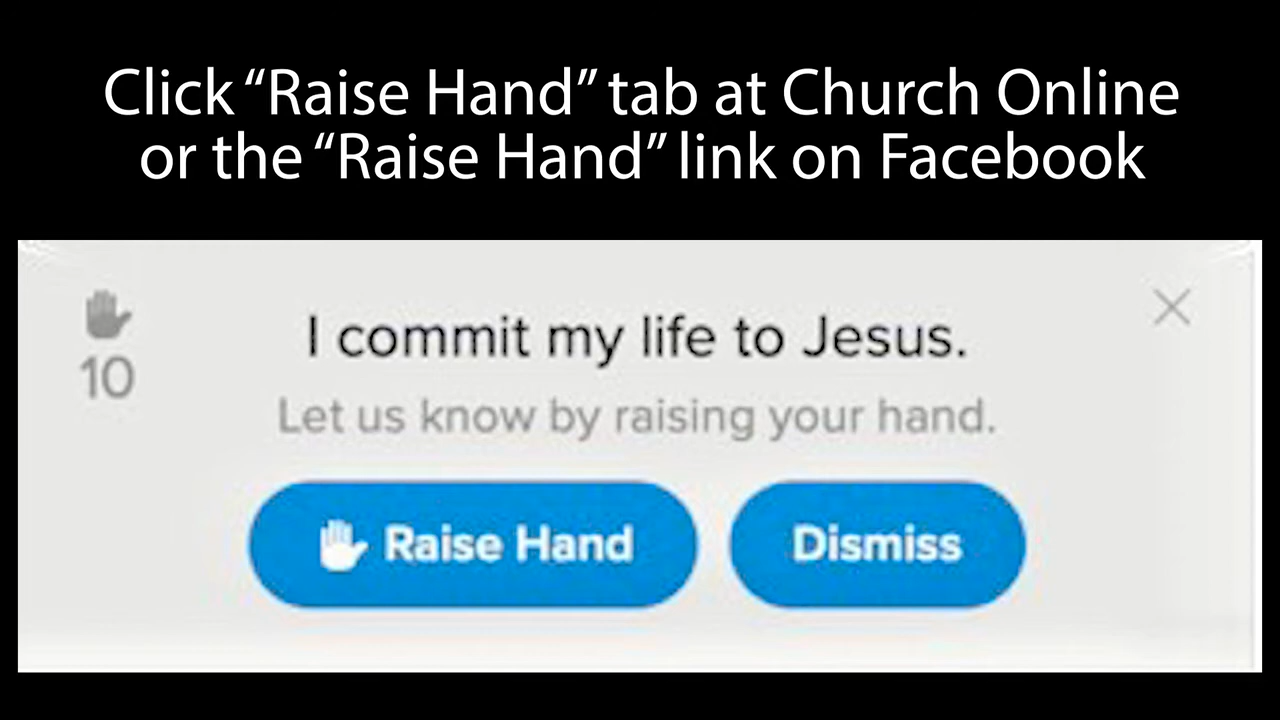 Click “Raise Hand” tab at Church Online
or the “Raise Hand” link on Facebook
10
I commit my life to Jesus.
Let us know by raising your hand.
Raise Hand
Dismiss